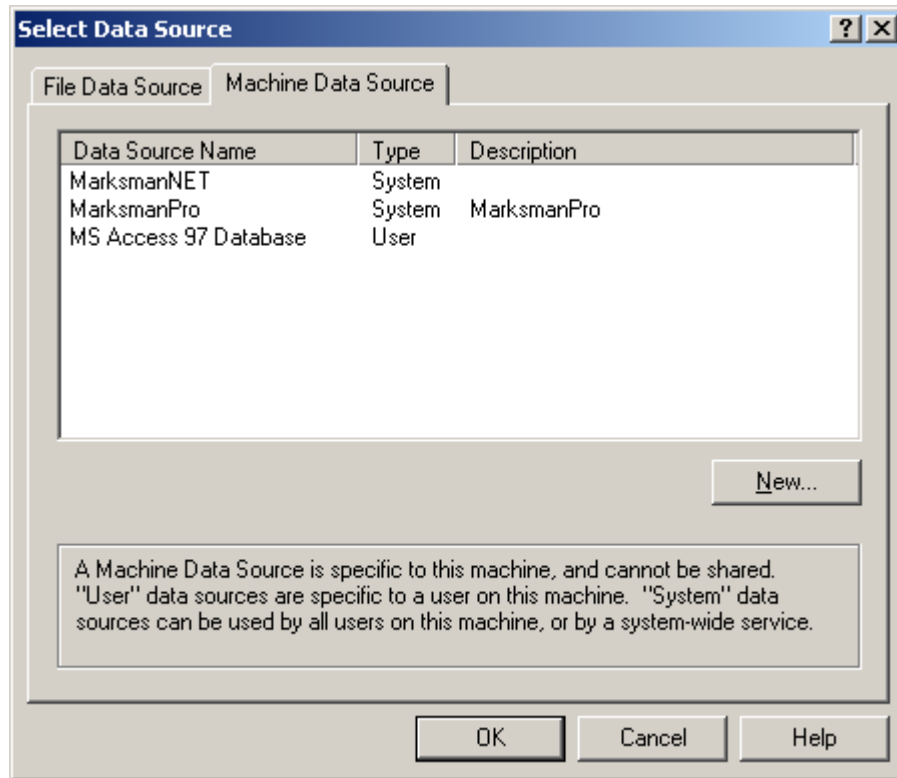 Select Data Source
File Data Source Machine Data Source
Data Source Name Type Description
MarksmanNET System
MarksmanPro System MarksmanPro
MS Access 97 Database User
New...
A Machine Data Source is specific to this machine, and cannot be shared.
"User" data sources are specific to a user on this machine. "System" data
sources can be used by all users on this machine, or by a system-wide service.
OK Cancel Help